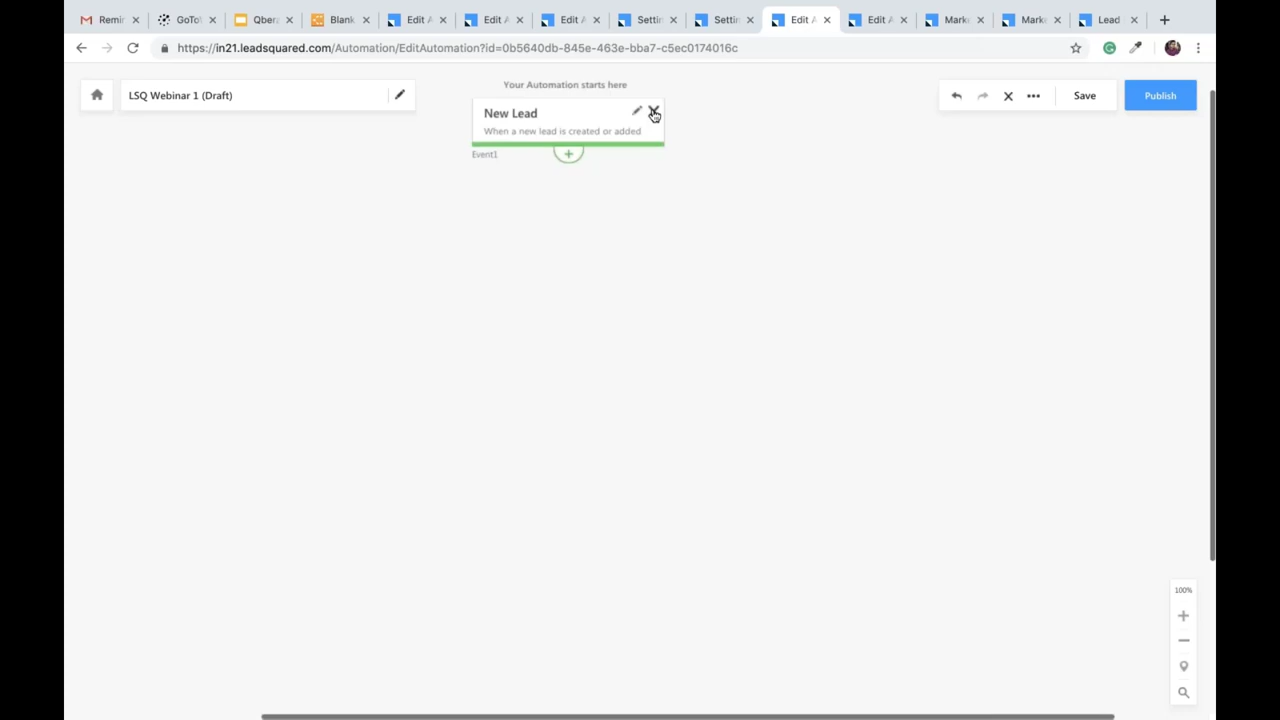 Remin
GoTo
Qbera
Blank
Edit A
Edit A
Edit A
Settin
Settin
Edit A
Edit A
Mark
Mark
Lead
https://in21.leadsquared.com/Automation/EditAutomation?id=0b5640db-845e-463e-bba7-c5ec0174016c
Your Automation starts here
LSQ Webinar 1 (Draft)
Save
Publish
New Lead
When a new lead is created or added
Event1
100%